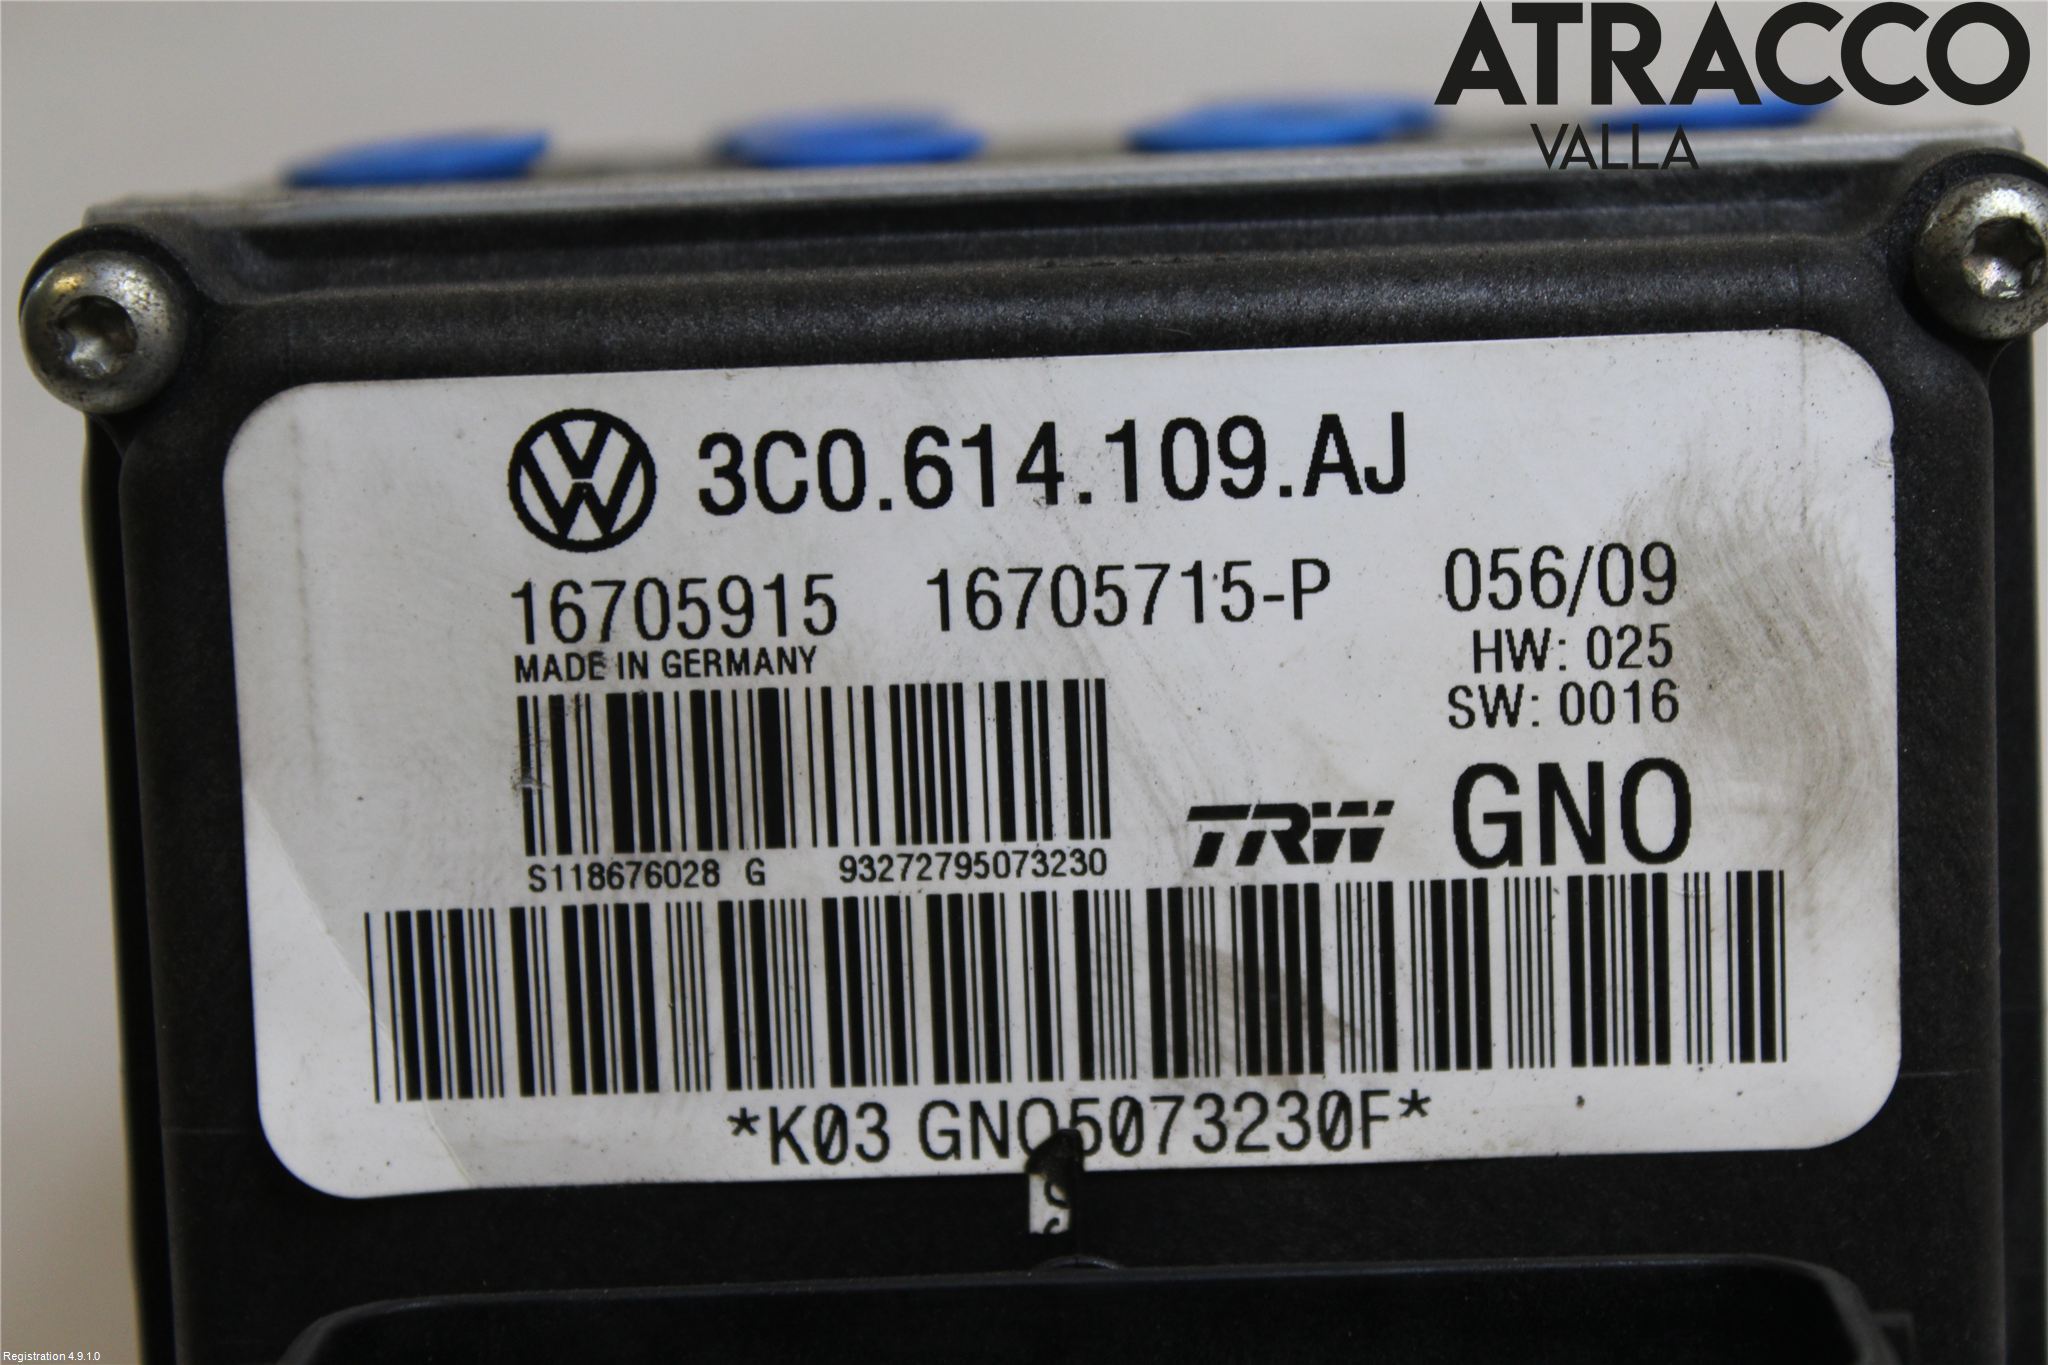 ATRACCO
VALLA
3C0.614.109.AJ
16705915 16705715-P 056/09
MADE IN GERMANY
HW: 025
SW: 0016
TRW GNO
S118676028 G 93272795073230
*K03 GNO5073230F*
Registration 4.9.1.0